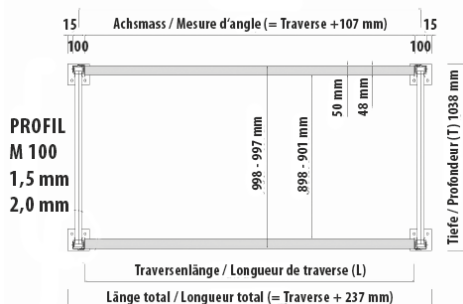 15 Achsmass / Mesure d'angle (= Traverse +107 mm) 15
100 100
PROFIL
M 100
1,5 mm
2,0 mm
998 - 997 mm
898 - 901 mm
50 mm
48 mm
Tiefe / Profondeur (T) 1038 mm
Traversenlänge / Longueur de traverse (L)
Länge total / Longueur total (= Traverse + 237 mm)